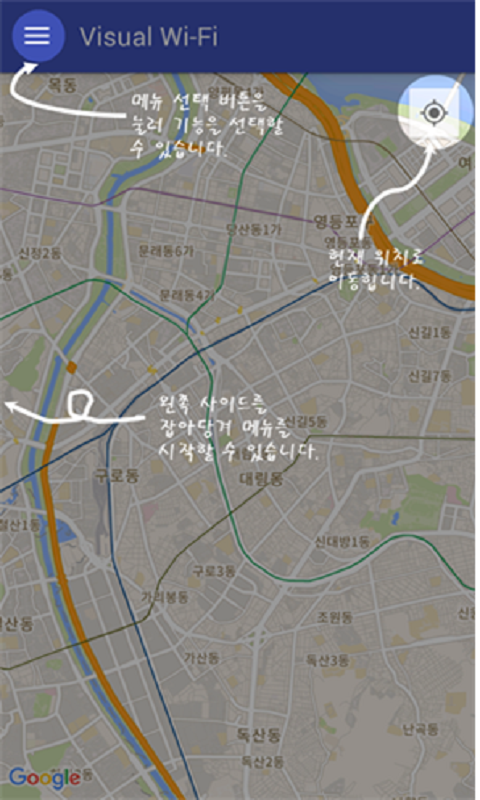 Visual Wi-Fi
목동
메뉴 선택 버튼을
눌러 기능을 선택할
수 있습니다.
당산동1가
영등포
신정2동
문래동6가
현재 위치로
이동합니다.
문래동4가
신길1동
신길7동
왼쪽 사이드를
잡아당겨 메뉴를
시작할 수 있습니다.
신길5동
구로동
대림동
철산1동
신대방1동
구로3동
가리봉동
조원동
가산동
독산3동
독산동
난곡동
독산2동
Google